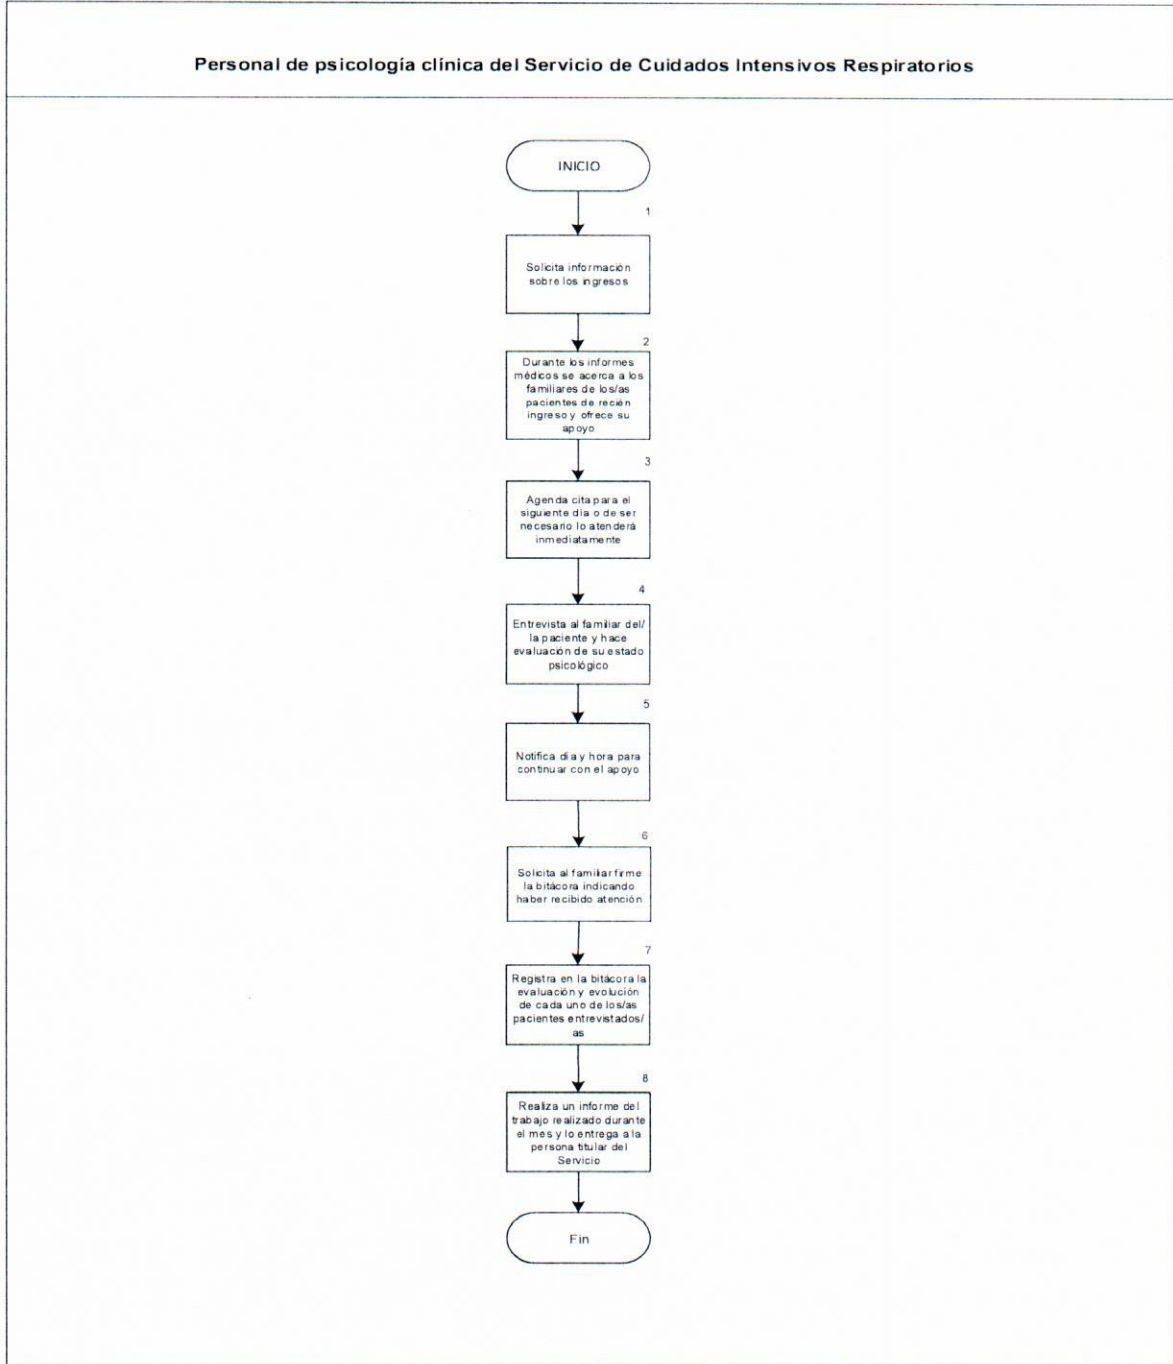 Personal de psicología clínica del Servicio de Cuidados Intensivos Respiratorios
INICIO
1
Solicita información
sobre los ingresos
2
Durante los informes
médicos se acerca a los
familiares de los/as
pacientes de recién
ingreso y ofrece su
apoyo
3
Agenda cita para el
siguiente día o de ser
necesario lo atenderá
inmediatamente
4
Entrevista al familiar del/
la paciente y hace
evaluación de su estado
psicológico
5
Notifica día y hora para
continuar con el apoyo
6
Solicita al familiar firme
la bitácora indicando
haber recibido atención
7
Registra en la bitácora la
evaluación y evolución
de cada uno de los/as
pacientes entrevistados/
as
8
Realiza un informe del
trabajo realizado durante
el mes y lo entrega a la
persona titular del
Servicio
Fin